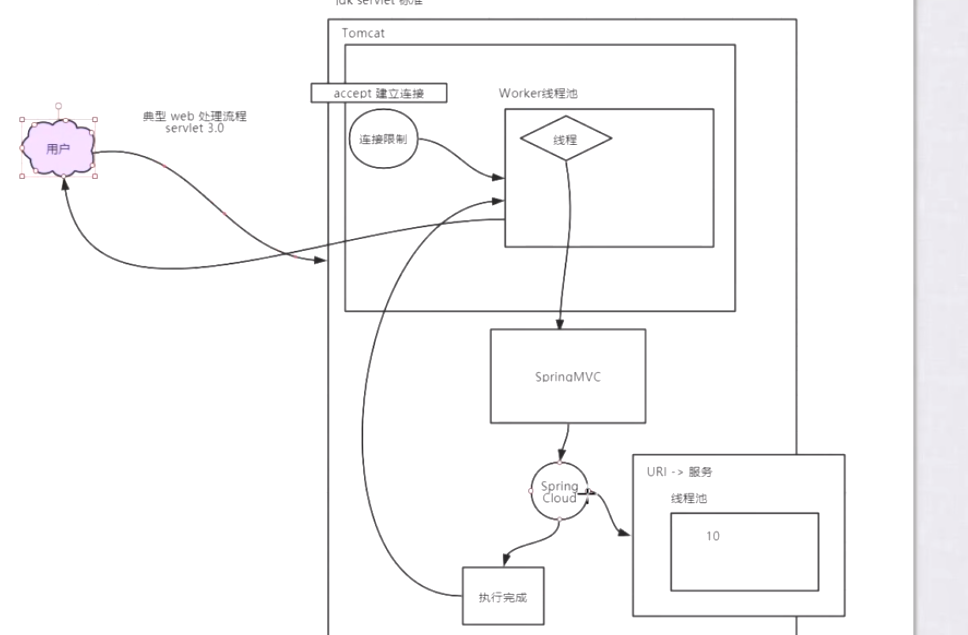 jdk servlet 标准
Tomcat
accept 建立连接
Worker线程池
典型 web 处理流程
servlet 3.0
用户
连接限制
线程
SpringMVC
URI -> 服务
Spring
Cloud
线程池
10
执行完成